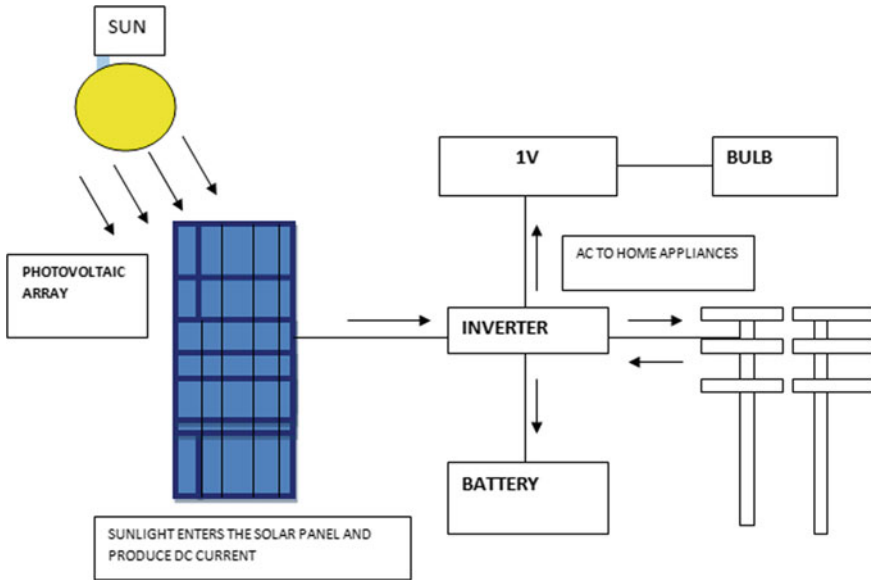 SUN
1V
BULB
PHOTOVOLTAIC
ARRAY
AC TO HOME APPLIANCES
INVERTER
BATTERY
SUNLIGHT ENTERS THE SOLAR PANEL AND
PRODUCE DC CURRENT